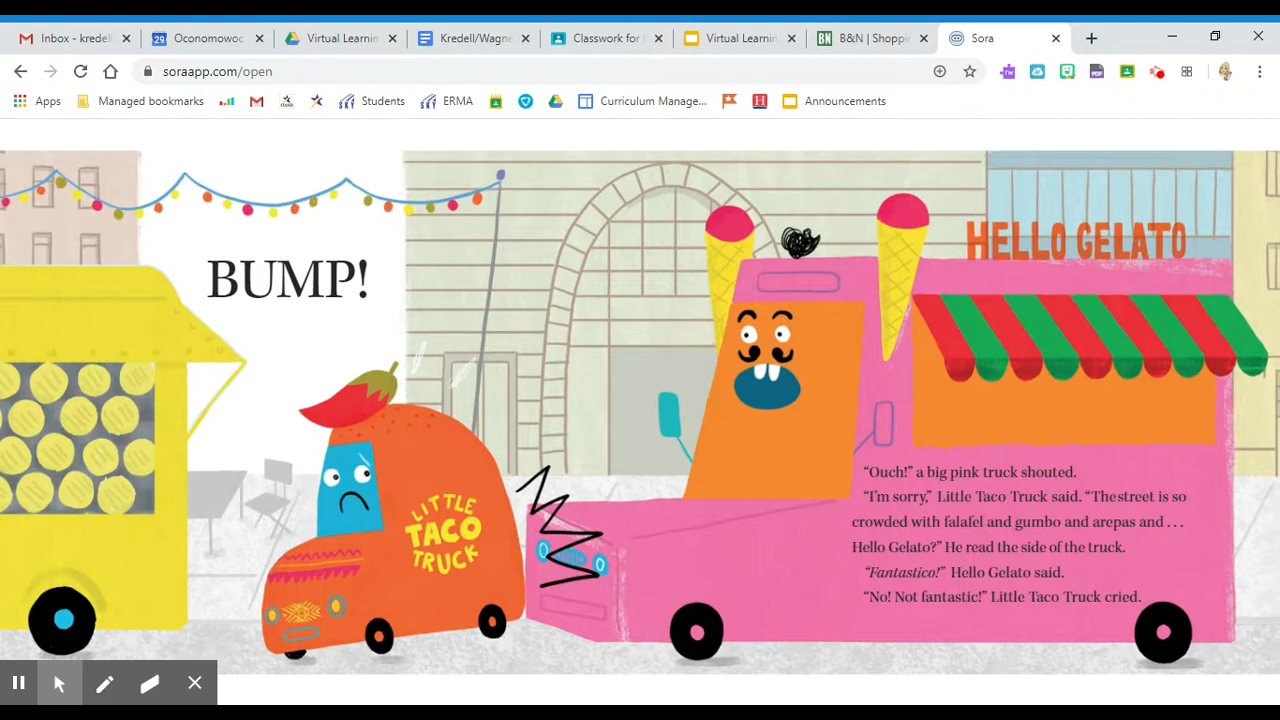 Inbox - kredel
29
Oconomowoc
Virtual Learnin
Kredell/Wagne
Classwork for
Virtual Learnin
BN
B&N | Shoppi
Sora
soraapp.com/open
Apps
Managed bookmarks
Students
ERMA
Curriculum Manage...
H
Announcements
BUMP!
HELLO GELATO
LITTLE
TACO
TRUCK
“Ouch!” a big pink truck shouted.
“I’m sorry,” Little Taco Truck said. “The street is so
crowded with falafel and gumbo and arepas and . . .
Hello Gelato?” He read the side of the truck.
“Fantastico!” Hello Gelato said.
“No! Not fantastic!” Little Taco Truck cried.